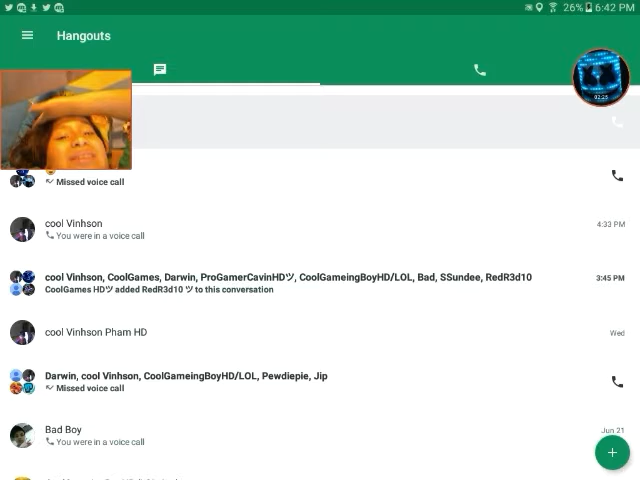 26% 6:42 PM
Hangouts
02:25
Missed voice call
cool Vinhson
4:33 PM
You were in a voice call
cool Vinhson, CoolGames, Darwin, ProGamerCavinHDツ, CoolGameingBoyHD/LOL, Bad, SSundee, RedR3d10
3:45 PM
CoolGames HDツ added RedR3d10 ツ to this conversation
cool Vinhson Pham HD
Wed
Darwin, cool Vinhson, CoolGameingBoyHD/LOL, Pewdiepie, Jip
Missed voice call
Bad Boy
Jun 21
You were in a voice call